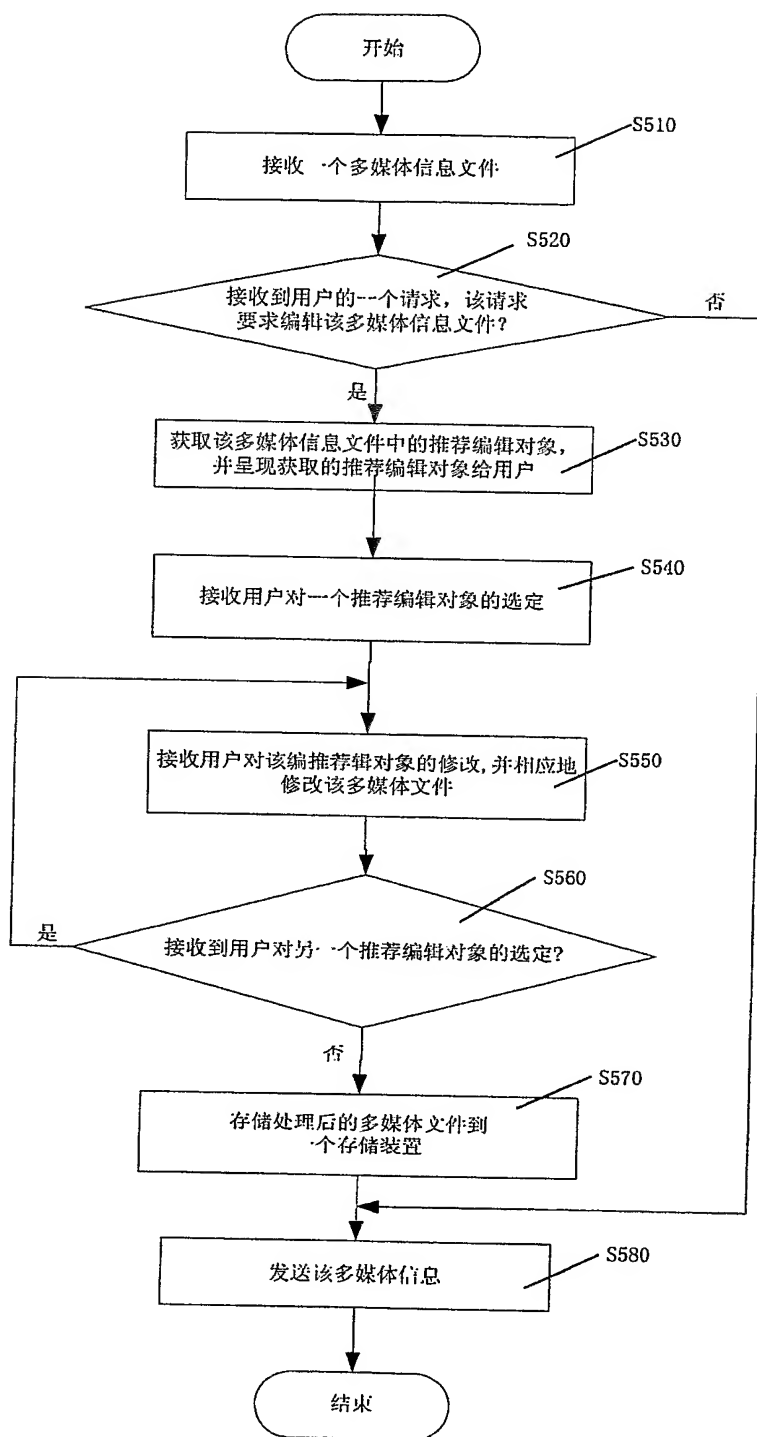 开始
S510
接收一个多媒体信息文件
S520
接收到用户的一个请求，该请求
要求编辑该多媒体信息文件？
否
是
获取该多媒体信息文件中的推荐编辑对象，
并呈现获取的推荐编辑对象给用户
S530
S540
接收用户对一个推荐编辑对象的选定
接收用户对该编推荐辑对象的修改,并相应地
修改该多媒体文件
S550
S560
是
接收到用户对另一个推荐编辑对象的选定？
否
S570
存储处理后的多媒体文件到
一个存储装置
S580
发送该多媒体信息
结束